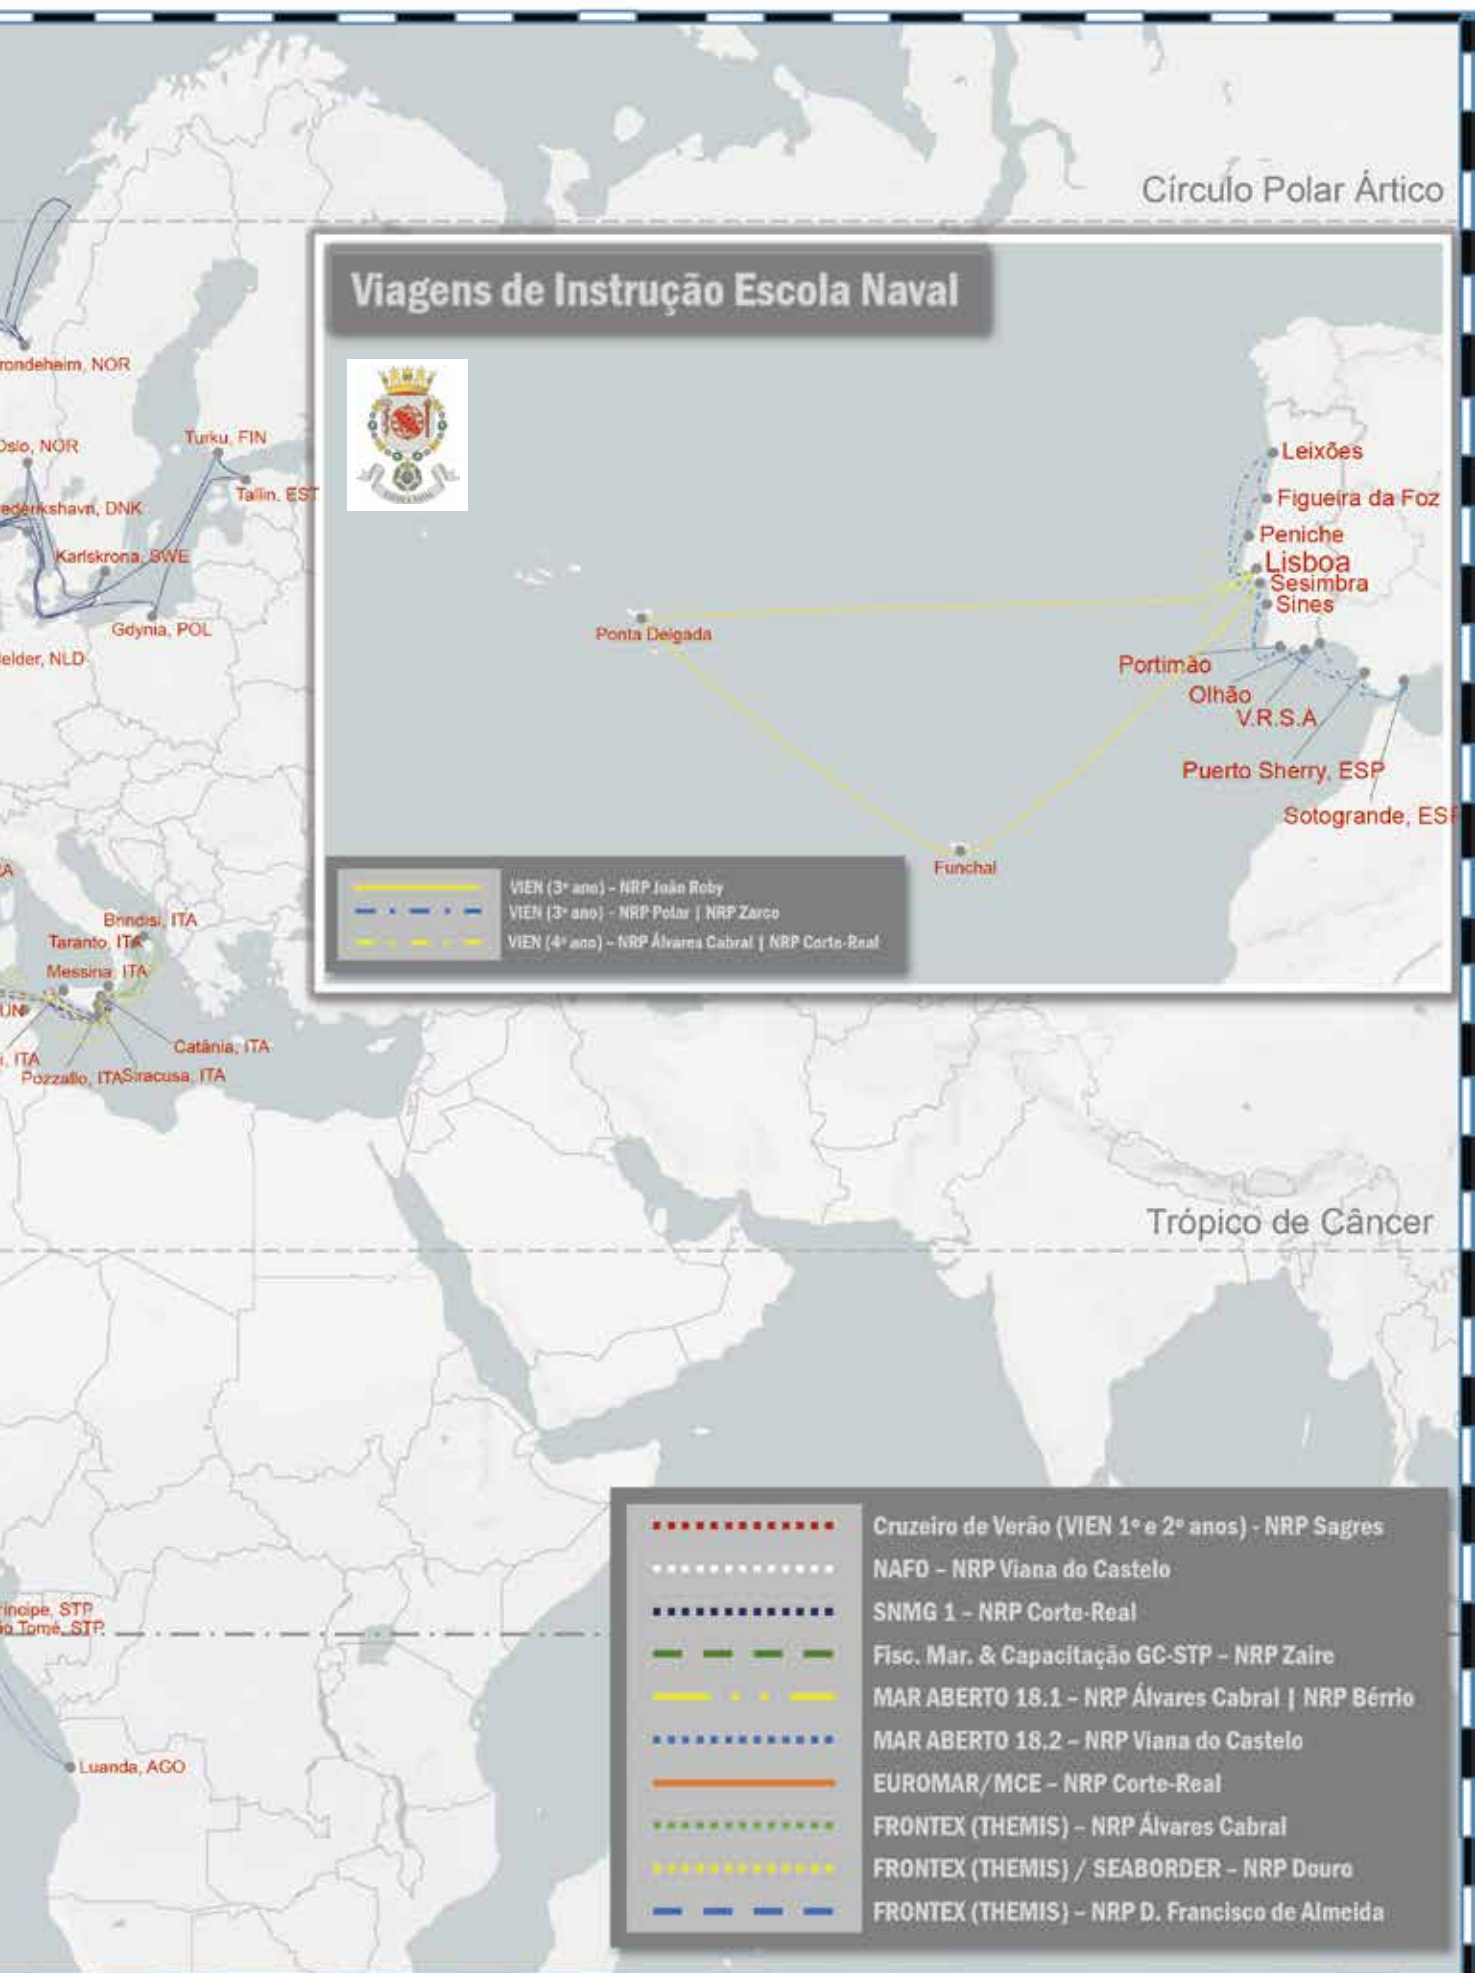 Círculo Polar Ártico
Viagens de Instrução Escola Naval
rondeheim, NOR
Oslo, NOR
Turku, FIN
Tallin, EST
ederikshavn, DNK
Karlskrona, SWE
Gdynia, POL
elder, NLD
Leixões
Figueira da Foz
Peniche
Lisboa
Sesimbra
Sines
Ponta Delgada
Portimão
Olhão
V.R.S.A
Puerto Sherry, ESP
Sotogrande, ESP
Funchal
VIEN (3º ano) – NRP João Roby
VIEN (3º ano) - NRP Polar | NRP Zarco
VIEN (4º ano) – NRP Álvares Cabral | NRP Corte-Real
Brindisi, ITA
Taranto, ITA
Messina, ITA
UN
i, ITA
Catânia, ITA
Pozzallo, ITA
Siracusa, ITA
Trópico de Câncer
ríncipe, STP
o Tomé, STP
Luanda, AGO
Cruzeiro de Verão (VIEN 1º e 2º anos) - NRP Sagres
NAFO – NRP Viana do Castelo
SNMG 1 – NRP Corte-Real
Fisc. Mar. & Capacitação GC-STP – NRP Zaire
MAR ABERTO 18.1 – NRP Álvares Cabral | NRP Bérrio
MAR ABERTO 18.2 – NRP Viana do Castelo
EUROMAR/MCE – NRP Corte-Real
FRONTEX (THEMIS) – NRP Álvares Cabral
FRONTEX (THEMIS) / SEABORDER – NRP Douro
FRONTEX (THEMIS) – NRP D. Francisco de Almeida